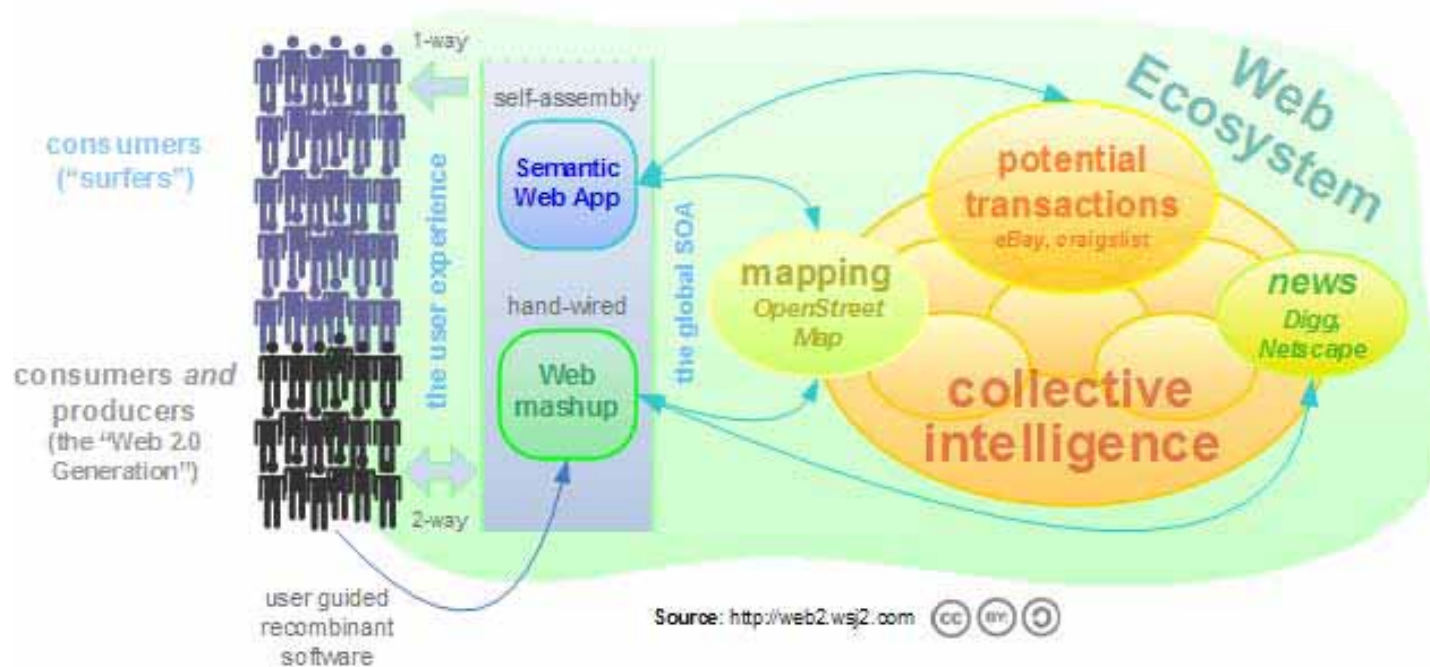 1-way
consumers
("surfers")
self-assembly
Semantic
Web App
the user experience
the global SOA
Web
Ecosystem
potential
transactions
eBay, craigslist
mapping
OpenStreet
Map
news
Digg,
Netscape
hand-wired
Web
mashup
collective
intelligence
consumers and
producers
(the "Web 2.0
Generation")
2-way
user guided
recombinant
software
Source: http://web2.wsj2.com
cc
BY: